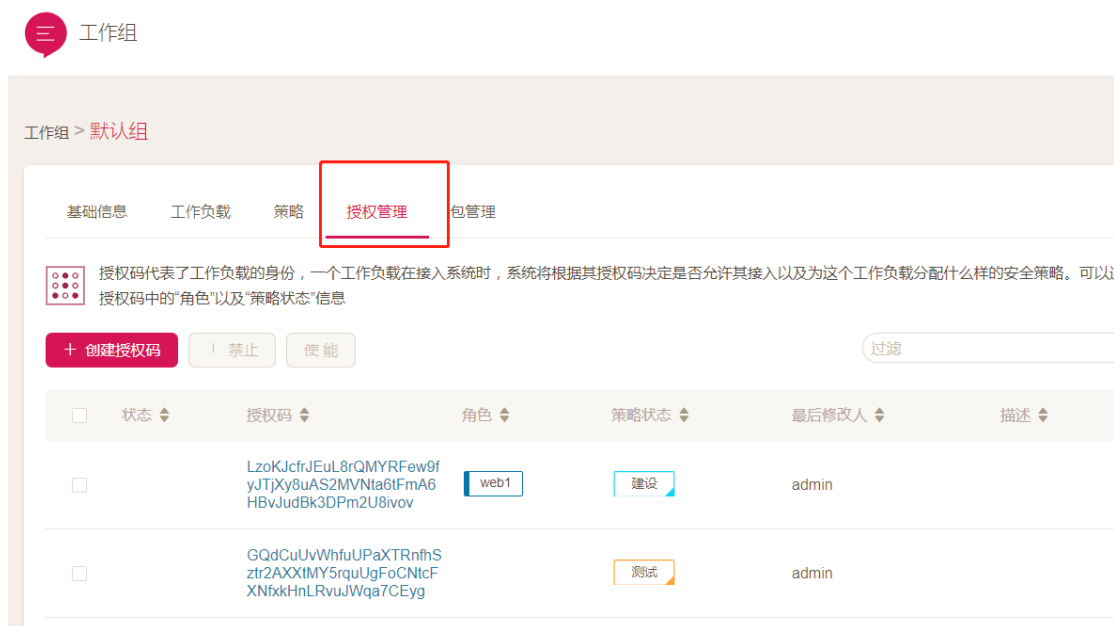 工作组
工作组 > 默认组
基础信息 工作负载 策略 授权管理 包管理
授权码代表了工作负载的身份，一个工作负载在接入系统时，系统将根据其授权码决定是否允许其接入以及为这个工作负载分配什么样的安全策略。可以
授权码中的“角色”以及“策略状态”信息
+ 创建授权码 ! 禁止 使 能 过滤
状态 授权码 角色 策略状态 最后修改人 描述
LzoKJcfrJEuL8rQMYRFew9f
yJTjXy8uAS2MVNta6tFmA6 web1 建设 admin
HBvJudBk3DPm2U8ivov
GQdCuUvWhfuUPaXTRnfhS
ztr2AXXtMY5rquUgFoCNtcF 测试 admin
XNfxkHnLRvuJWqa7CEyg